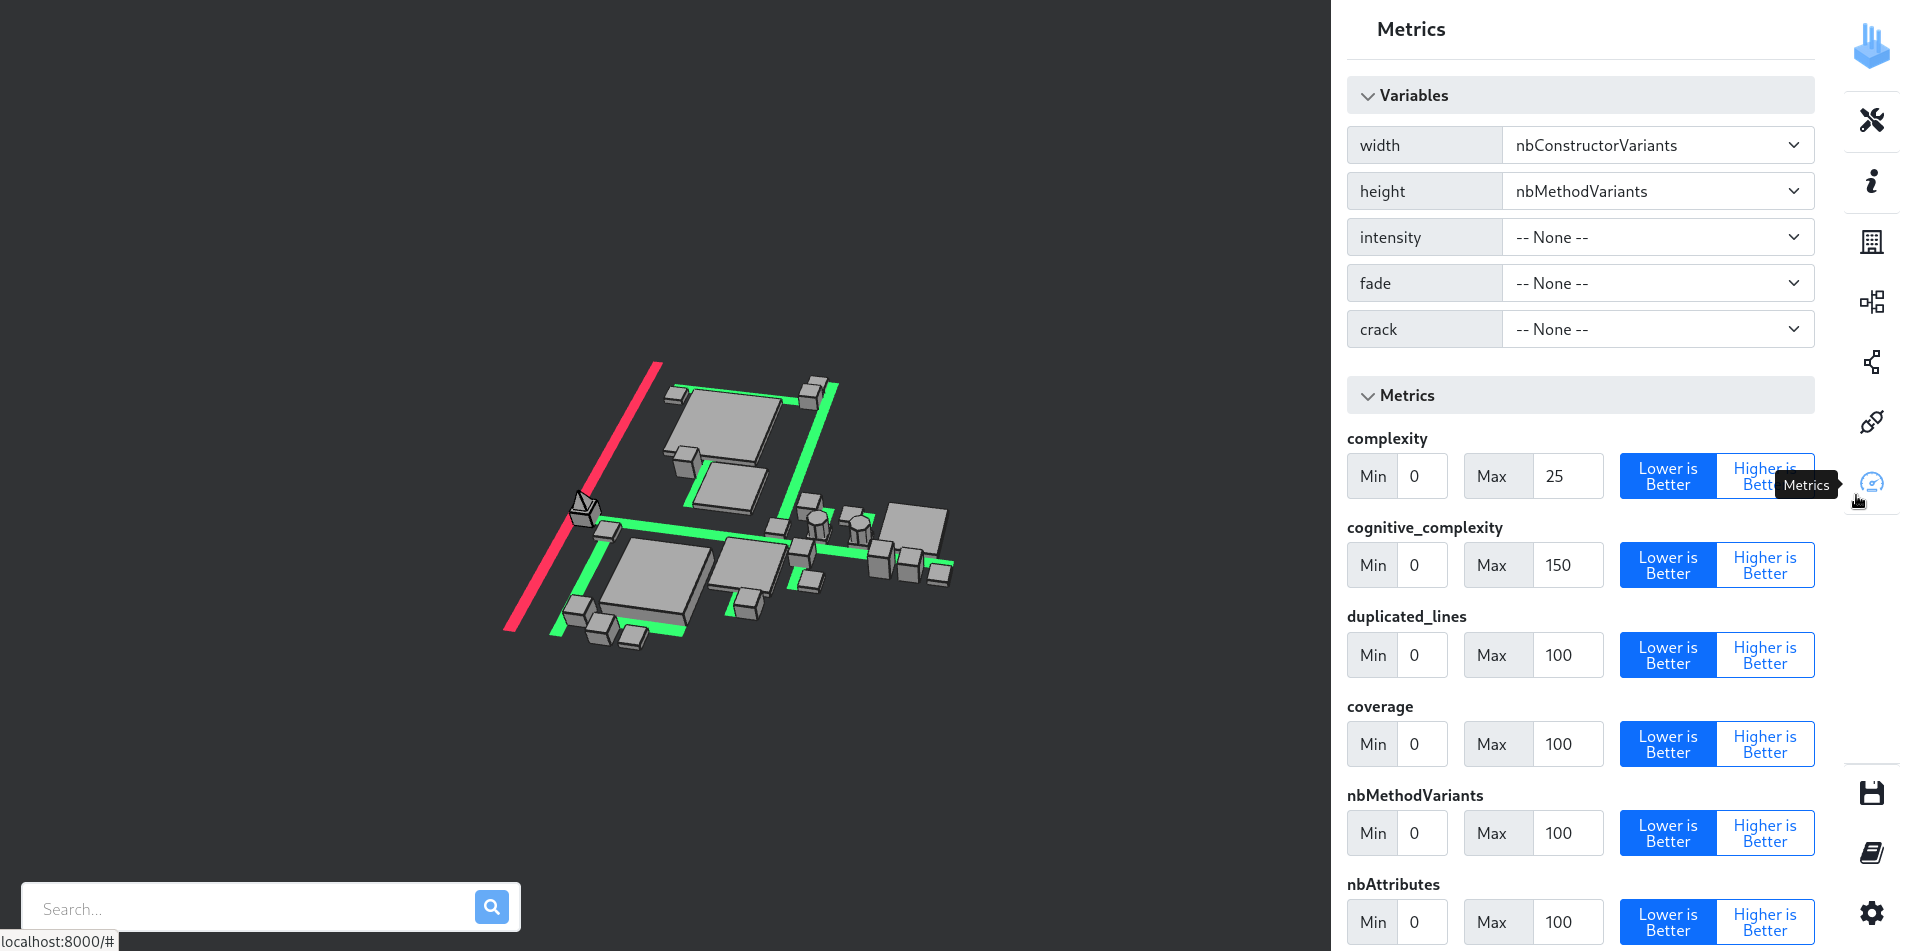 Metrics
Variables
width nbConstructorVariants
height nbMethodVariants
intensity -- None --
fade -- None --
crack -- None --
Metrics
complexity
Min 0 Max 25 Lower is Better Higher is Bette
Metrics
cognitive_complexity
Min 0 Max 150 Lower is Better Higher is Better
duplicated_lines
Min 0 Max 100 Lower is Better Higher is Better
coverage
Min 0 Max 100 Lower is Better Higher is Better
nbMethodVariants
Min 0 Max 100 Lower is Better Higher is Better
nbAttributes
Min 0 Max 100 Lower is Better Higher is Better
Search...
localhost:8000/#